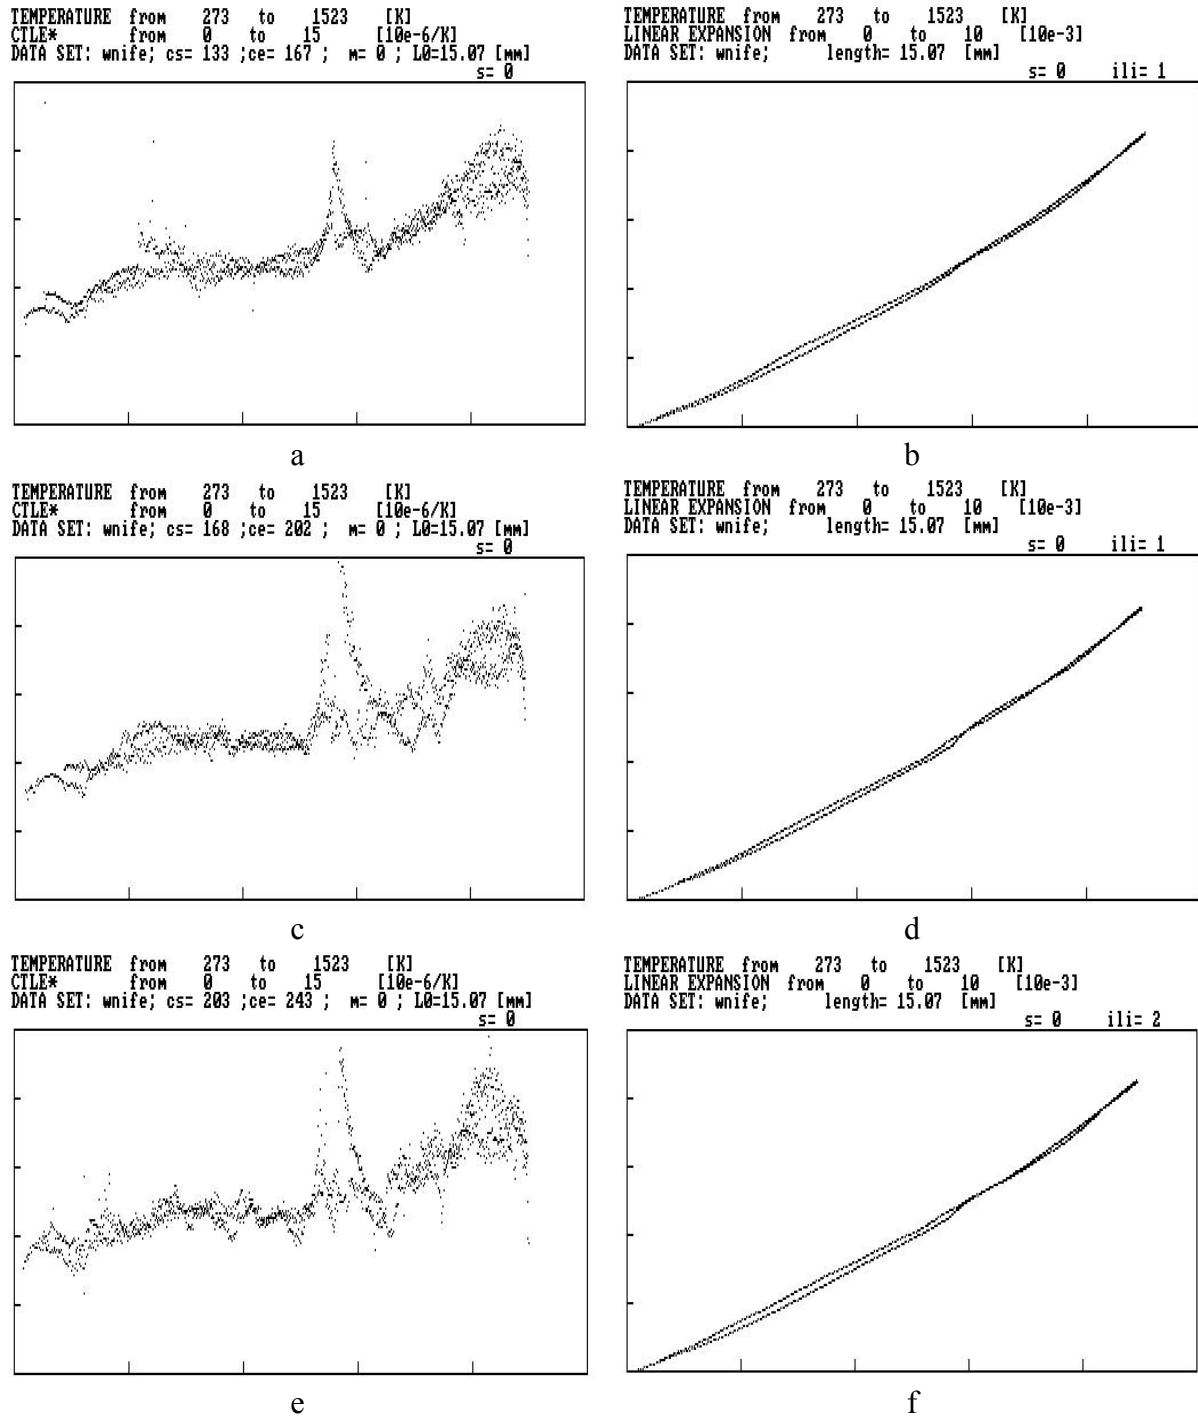 TEMPERATURE from 273 to 1523 [K]
CTLE* from 0 to 15 [10e-6/K]
DATA SET: wnife; cs= 133 ;ce= 167 ; m= 0 ; L0=15.07 [mm]
s= 0
a
TEMPERATURE from 273 to 1523 [K]
LINEAR EXPANSION from 0 to 10 [10e-3]
DATA SET: wnife; length= 15.07 [mm]
s= 0 ili= 1
b
TEMPERATURE from 273 to 1523 [K]
CTLE* from 0 to 15 [10e-6/K]
DATA SET: wnife; cs= 168 ;ce= 202 ; m= 0 ; L0=15.07 [mm]
s= 0
c
TEMPERATURE from 273 to 1523 [K]
LINEAR EXPANSION from 0 to 10 [10e-3]
DATA SET: wnife; length= 15.07 [mm]
s= 0 ili= 1
d
TEMPERATURE from 273 to 1523 [K]
CTLE* from 0 to 15 [10e-6/K]
DATA SET: wnife; cs= 203 ;ce= 243 ; m= 0 ; L0=15.07 [mm]
s= 0
e
TEMPERATURE from 273 to 1523 [K]
LINEAR EXPANSION from 0 to 10 [10e-3]
DATA SET: wnife; length= 15.07 [mm]
s= 0 ili= 2
f